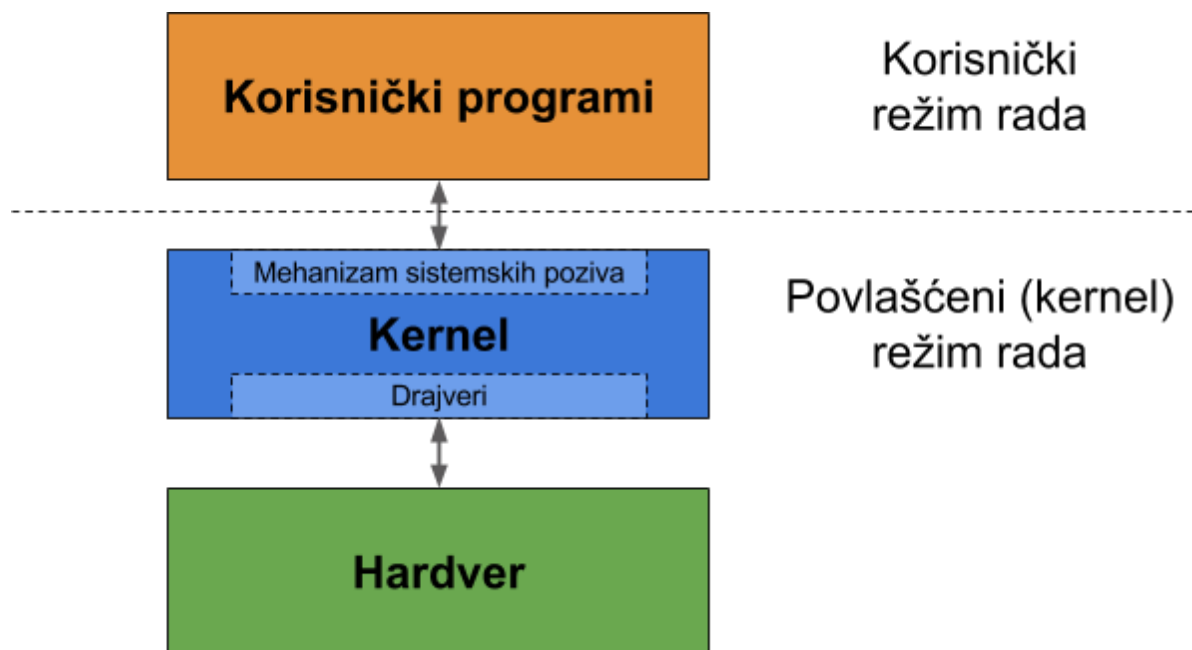 Korisnički programi
Korisnički
režim rada
Mehanizam sistemskih poziva
Kernel
Drajveri
Povlašćeni (kernel)
režim rada
Hardver